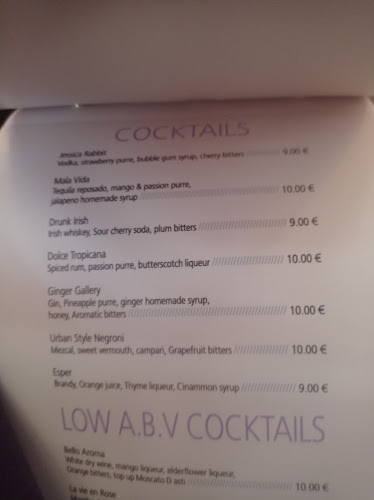 COCKTAILS
Jessica Rabbit
Vodka, strawberry purre, bubble gum syrup, cherry bitters 9.00 €
Mala Vida
Tequila reposado, mango & passion purre,
jalapeno homemade syrup 10.00 €
Drunk Irish
Irish whiskey, Sour cherry soda, plum bitters 9.00 €
Dolce Tropicana
Spiced rum, passion purre, butterscotch liqueur 10.00 €
Ginger Gallery
Gin, Pineapple purre, ginger homemade syrup,
honey, Aromatic bitters 10.00 €
Urban Style Negroni
Mezcal, sweet vermouth, campari, Grapefruit bitters 10.00 €
Esper
Brandy, Orange juice, Thyme liqueur, Cinammon syrup 9.00 €
LOW A.B.V COCKTAILS
Bello Aroma
White dry wine, mango liqueur, elderflower liqueur,
Orange bitters, top up Moscato D asti 10.00 €
La vie en Rose